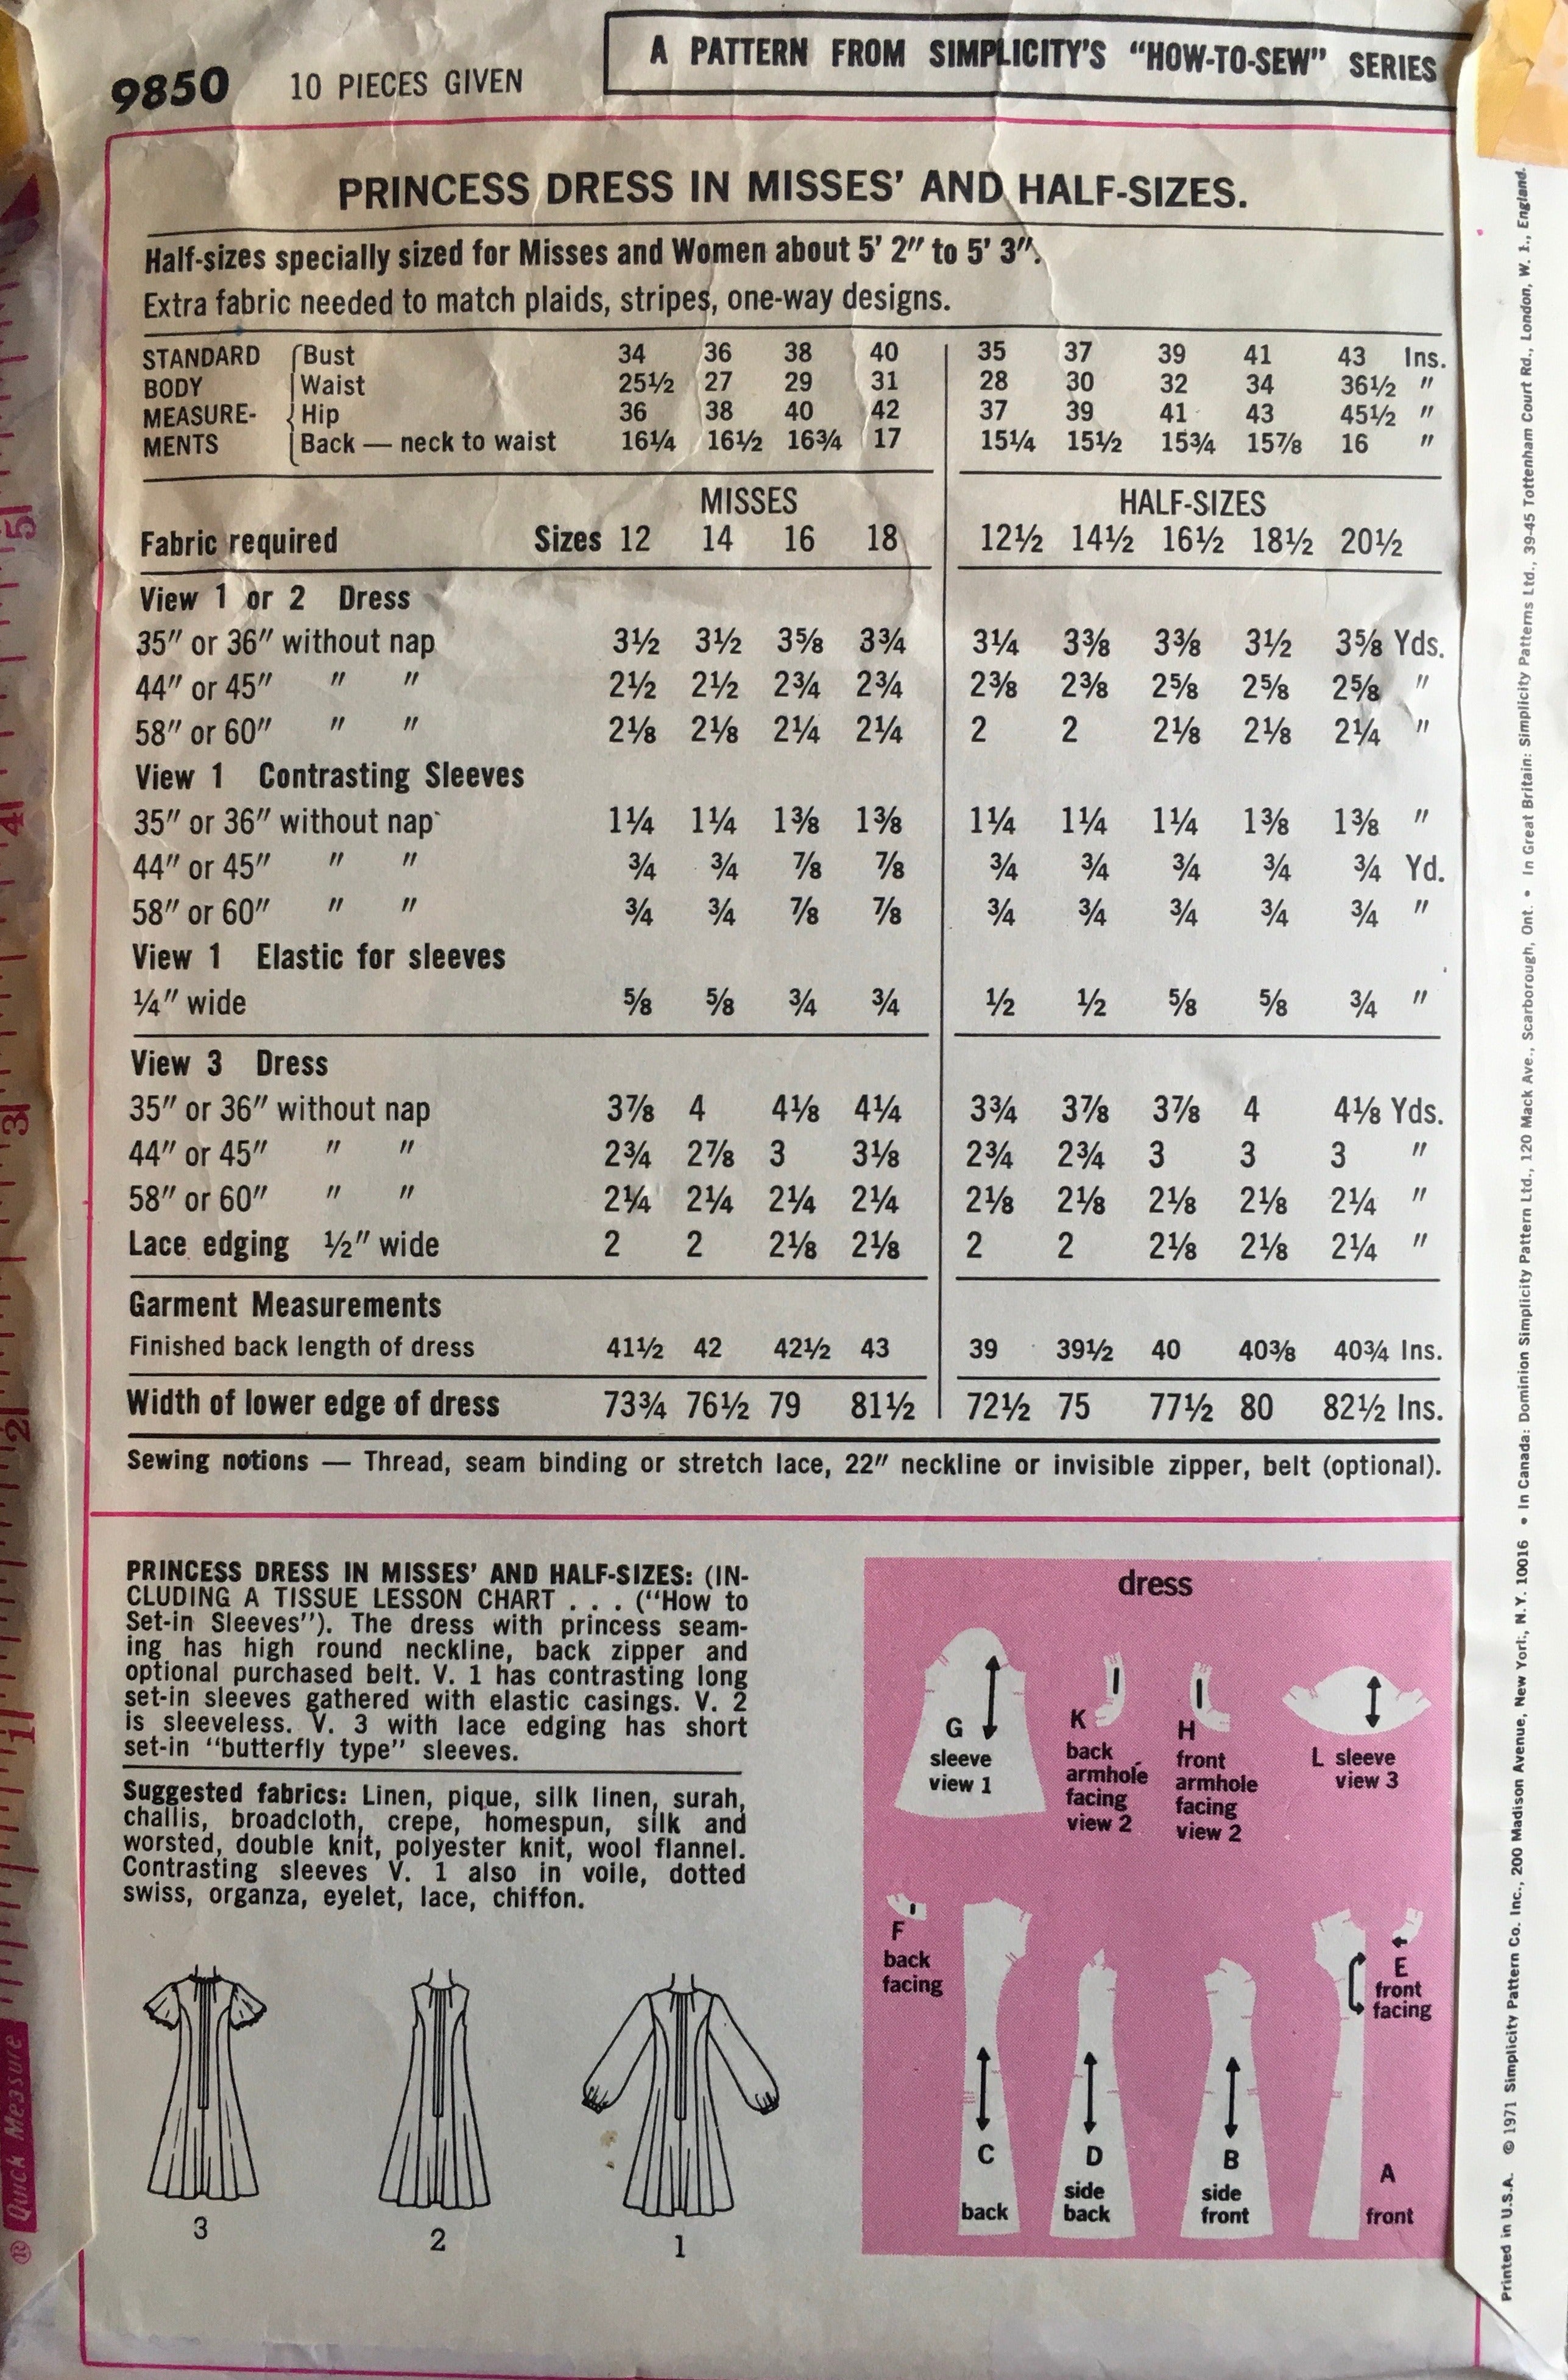 9850 10 PIECES GIVEN
A PATTERN FROM SIMPLICITY'S "HOW-TO-SEW" SERIES
PRINCESS DRESS IN MISSES' AND HALF-SIZES.
Half-sizes specially sized for Misses and Women about 5' 2" to 5' 3".
Extra fabric needed to match plaids, stripes, one-way designs.
STANDARD Bust 34 36 38 40 35 37 39 41 43 Ins.
BODY Waist 25½ 27 29 31 28 30 32 34 36½ "
MEASURE- Hip 36 38 40 42 37 39 41 43 45½ "
MENTS Back — neck to waist 16¼ 16½ 16¾ 17 15¼ 15½ 15¾ 15⅞ 16 "
MISSES HALF-SIZES
Fabric required Sizes 12 14 16 18 12½ 14½ 16½ 18½ 20½
View 1 or 2 Dress
35" or 36" without nap 3½ 3½ 3⅝ 3¾ 3¼ 3⅜ 3⅜ 3½ 3⅝ Yds.
44" or 45" " " 2½ 2½ 2¾ 2¾ 2⅜ 2⅜ 2⅝ 2⅝ 2⅝ "
58" or 60" " " 2⅛ 2⅛ 2¼ 2¼ 2 2 2⅛ 2⅛ 2¼ "
View 1 Contrasting Sleeves
35" or 36" without nap 1¼ 1¼ 1⅜ 1⅜ 1¼ 1¼ 1¼ 1⅜ 1⅜ "
44" or 45" " " ¾ ¾ ⅞ ⅞ ¾ ¾ ¾ ¾ ¾ Yd.
58" or 60" " " ¾ ¾ ⅞ ⅞ ¾ ¾ ¾ ¾ ¾ "
View 1 Elastic for sleeves
¼" wide ⅝ ⅝ ¾ ¾ ½ ½ ⅝ ⅝ ¾ "
View 3 Dress
35" or 36" without nap 3⅞ 4 4⅛ 4¼ 3¾ 3⅞ 3⅞ 4 4⅛ Yds.
44" or 45" " " 2¾ 2⅞ 3 3⅛ 2¾ 2¾ 3 3 3 "
58" or 60" " " 2¼ 2¼ 2¼ 2¼ 2⅛ 2⅛ 2⅛ 2⅛ 2¼ "
Lace edging ½" wide 2 2 2⅛ 2⅛ 2 2 2⅛ 2⅛ 2¼ "
Garment Measurements
Finished back length of dress 41½ 42 42½ 43 39 39½ 40 40⅜ 40¾ Ins.
Width of lower edge of dress 73¾ 76½ 79 81½ 72½ 75 77½ 80 82½ Ins.
Sewing notions — Thread, seam binding or stretch lace, 22" neckline or invisible zipper, belt (optional).
PRINCESS DRESS IN MISSES' AND HALF-SIZES: (IN-
CLUDING A TISSUE LESSON CHART . . . ("How to
Set-in Sleeves"). The dress with princess seam-
ing has high round neckline, back zipper and
optional purchased belt. V. 1 has contrasting long
set-in sleeves gathered with elastic casings. V. 2
is sleeveless. V. 3 with lace edging has short
set-in "butterfly type" sleeves.
Suggested fabrics: Linen, pique, silk linen, surah,
challis, broadcloth, crepe, homespun, silk and
worsted, double knit, polyester knit, wool flannel.
Contrasting sleeves V. 1 also in voile, dotted
swiss, organza, eyelet, lace, chiffon.
3
2
1
dress
G
sleeve
view 1
K
back
armhole
facing
view 2
H
front
armhole
facing
view 2
L sleeve
view 3
F
back
facing
E
front
facing
C
back
D
side
back
B
side
front
A
front
Printed in U.S.A. © 1971 Simplicity Pattern Co. Inc., 200 Madison Avenue, New York, N.Y. 10016 • In Canada: Dominion Simplicity Pattern Ltd., 120 Mack Ave., Scarborough, Ont. • In Great Britain: Simplicity Patterns Ltd., 39-45 Tottenham Court Rd., London, W. 1., England.
® Quick Measure
1
2
3
4
5